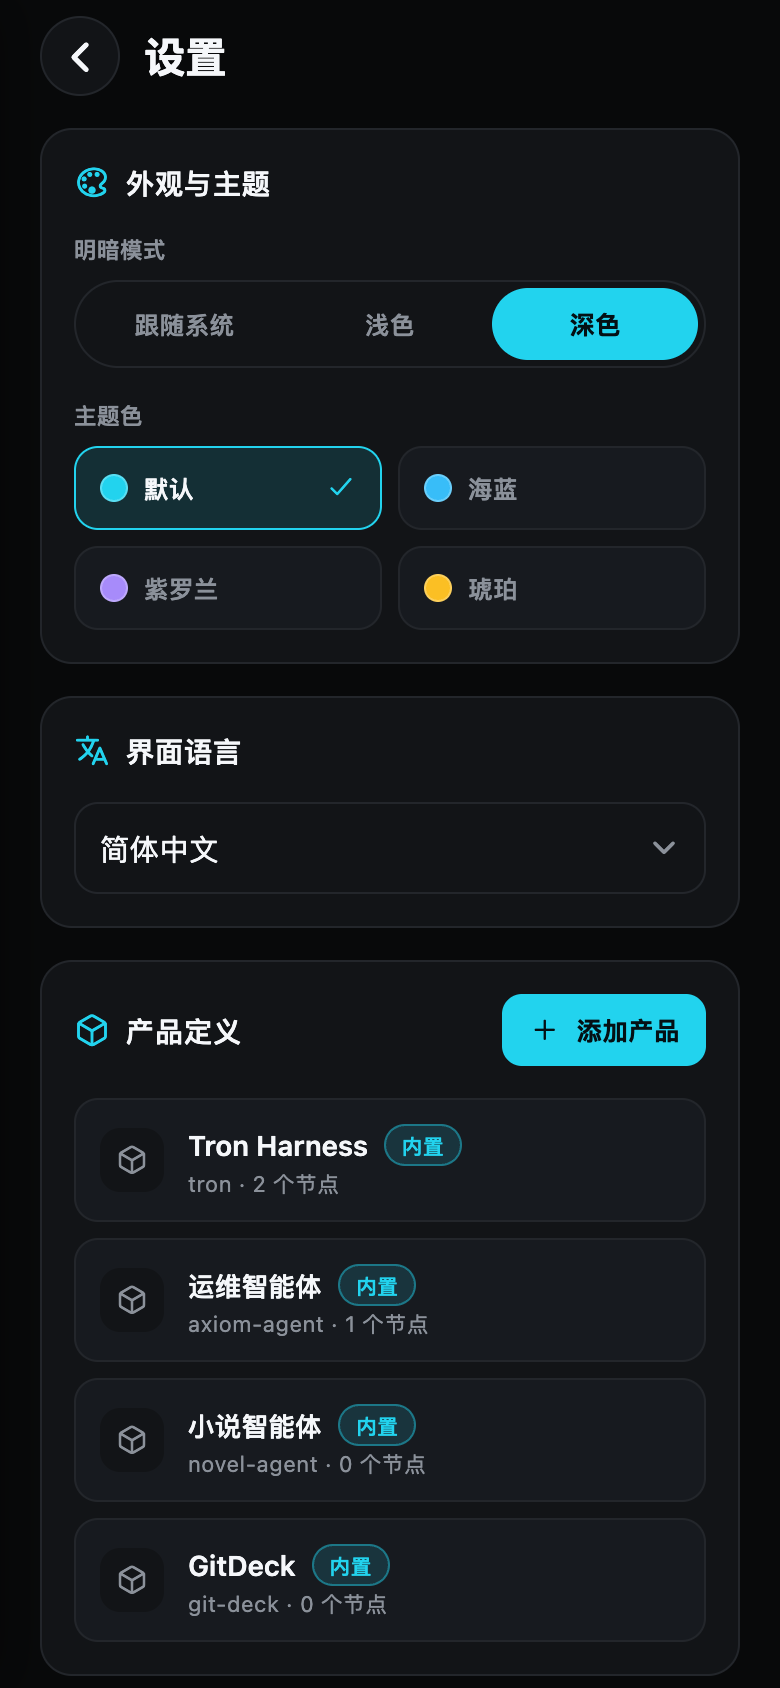 设置
外观与主题
明暗模式
跟随系统 浅色 深色
主题色
默认 海蓝
紫罗兰 琥珀
界面语言
简体中文
产品定义 添加产品
Tron Harness 内置
tron · 2 个节点
运维智能体 内置
axiom-agent · 1 个节点
小说智能体 内置
novel-agent · 0 个节点
GitDeck 内置
git-deck · 0 个节点